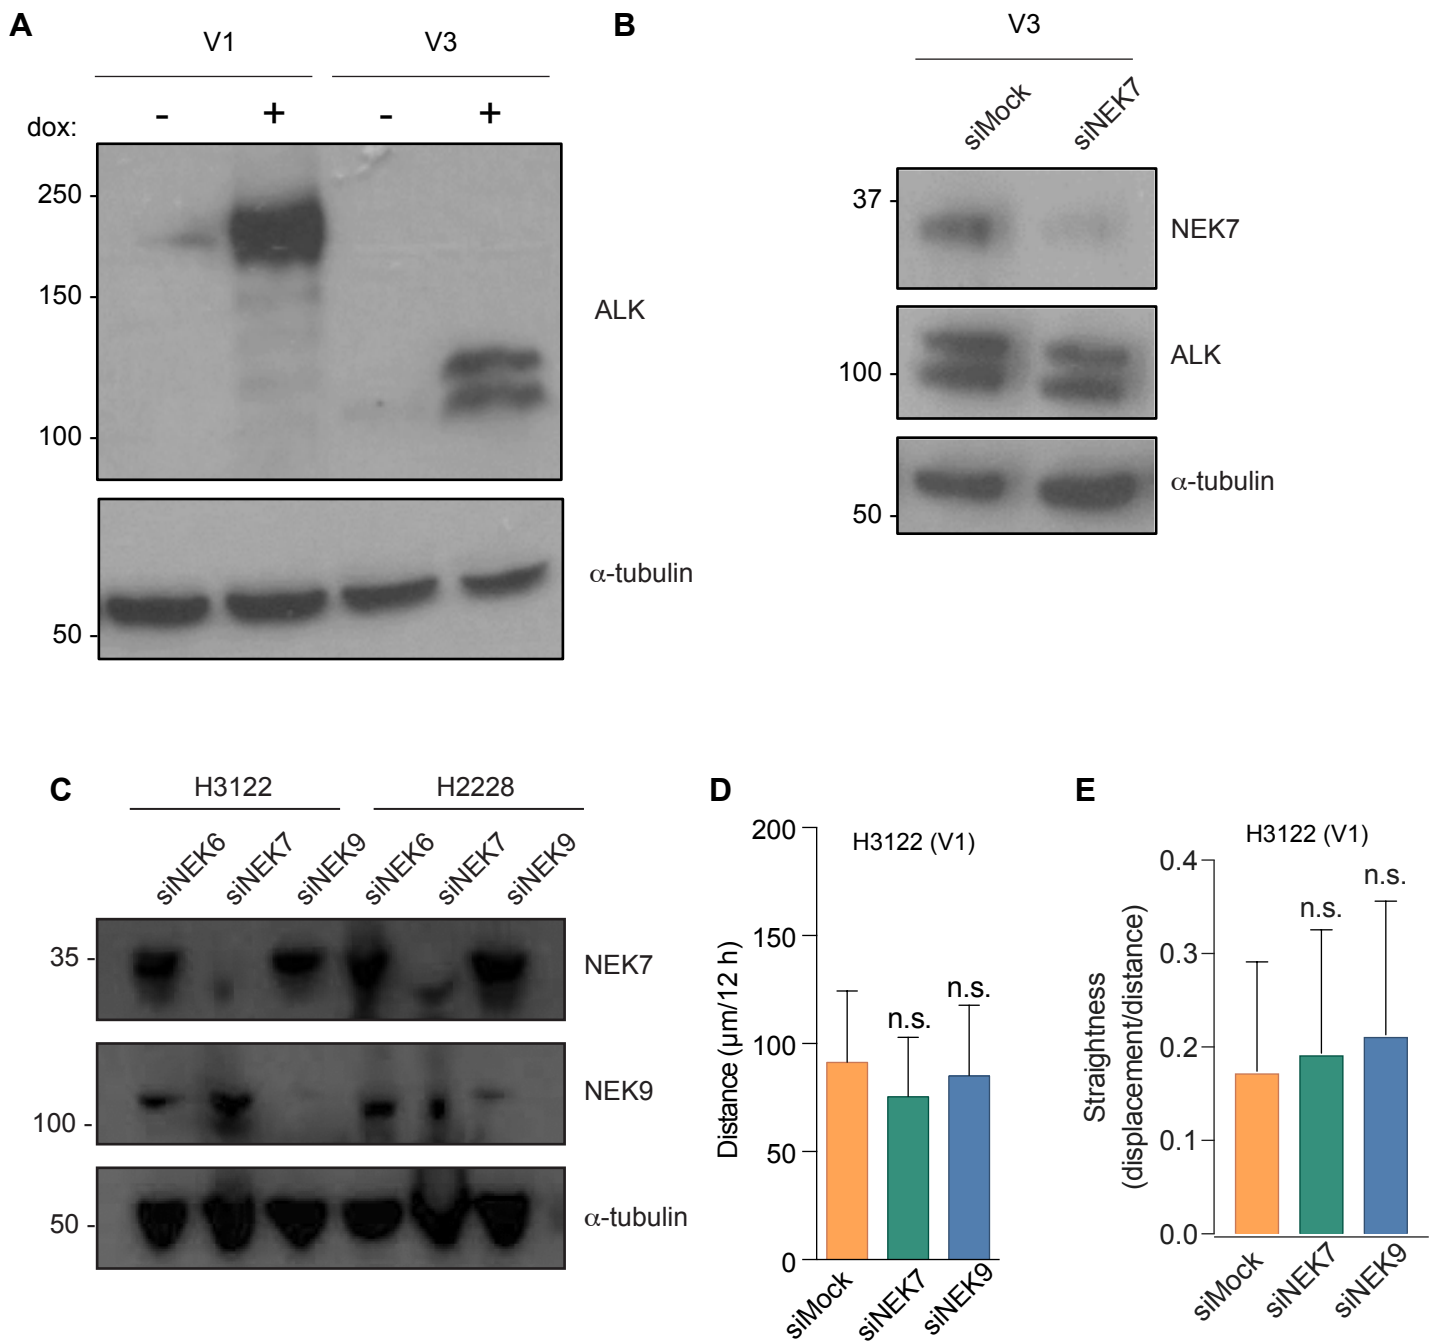 A
V1 V3
dox: - + - +
250
150
100
ALK
50
α-tubulin
B
V3
siMock siNEK7
37
NEK7
100
ALK
50
α-tubulin
C
H3122 H2228
siNEK6 siNEK7 siNEK9 siNEK6 siNEK7 siNEK9
35
NEK7
100
NEK9
50
α-tubulin
D
H3122 (V1)
Distance (μm/12 h)
200
150
100
50
0
n.s. n.s.
siMock siNEK7 siNEK9
E
H3122 (V1)
Straightness
(displacement/distance)
0.4
0.3
0.2
0.1
0.0
n.s. n.s.
siMock siNEK7 siNEK9